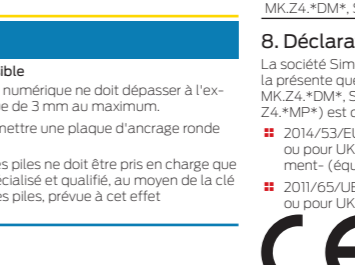 ible
numérique ne doit dépasser à l'ex-
e de 3 mm au maximum.
mettre une plaque d'ancrage ronde
es piles ne doit être pris en charge que
cialisé et qualifié, au moyen de la clé
es piles, prévue à cet effet
MK.Z4.*DM*, S
8. Déclara
La société Sim
la présente que
MK.Z4.*DM*, S
Z4.*MP*) est c
2014/53/EU
ou pour UK
ment- (équ
2011/65/UE
ou pour UK
CE